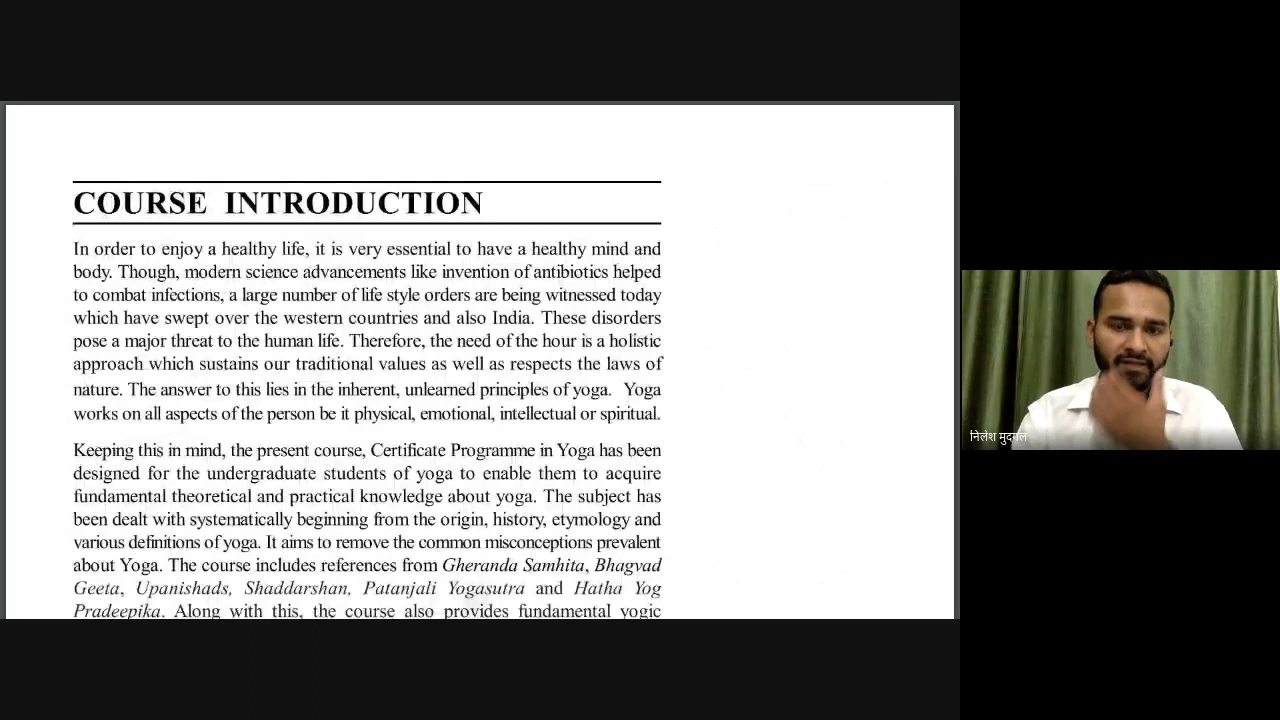 COURSE INTRODUCTION
In order to enjoy a healthy life, it is very essential to have a healthy mind and
body. Though, modern science advancements like invention of antibiotics helped
to combat infections, a large number of life style orders are being witnessed today
which have swept over the western countries and also India. These disorders
pose a major threat to the human life. Therefore, the need of the hour is a holistic
approach which sustains our traditional values as well as respects the laws of
nature. The answer to this lies in the inherent, unlearned principles of yoga. Yoga
works on all aspects of the person be it physical, emotional, intellectual or spiritual.
Keeping this in mind, the present course, Certificate Programme in Yoga has been
designed for the undergraduate students of yoga to enable them to acquire
fundamental theoretical and practical knowledge about yoga. The subject has
been dealt with systematically beginning from the origin, history, etymology and
various definitions of yoga. It aims to remove the common misconceptions prevalent
about Yoga. The course includes references from Gheranda Samhita, Bhagvad
Geeta, Upanishads, Shaddarshan, Patanjali Yogasutra and Hatha Yog
Pradeepika. Along with this, the course also provides fundamental yogic
निलेश मुदगल